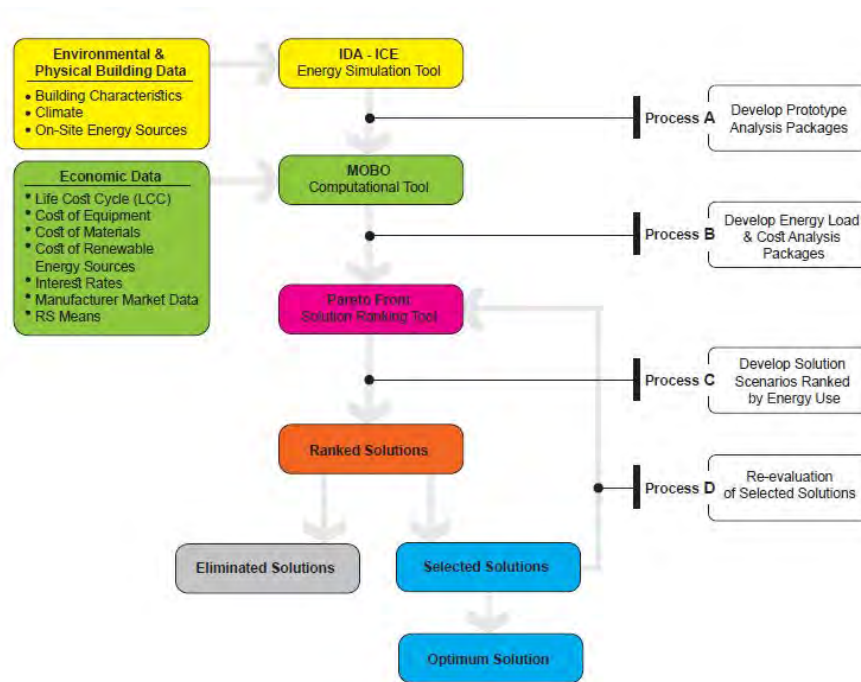 Environmental &
Physical Building Data
• Building Characteristics
• Climate
• On-Site Energy Sources
IDA - ICE
Energy Simulation Tool
Process A
Develop Prototype
Analysis Packages
Economic Data
• Life Cost Cycle (LCC)
• Cost of Equipment
• Cost of Materials
• Cost of Renewable
Energy Sources
• Interest Rates
• Manufacturer Market Data
• RS Means
MOBO
Computational Tool
Process B
Develop Energy Load
& Cost Analysis
Packages
Pareto Front
Solution Ranking Tool
Process C
Develop Solution
Scenarios Ranked
by Energy Use
Ranked Solutions
Process D
Re-evaluation
of Selected Solutions
Eliminated Solutions
Selected Solutions
Optimum Solution